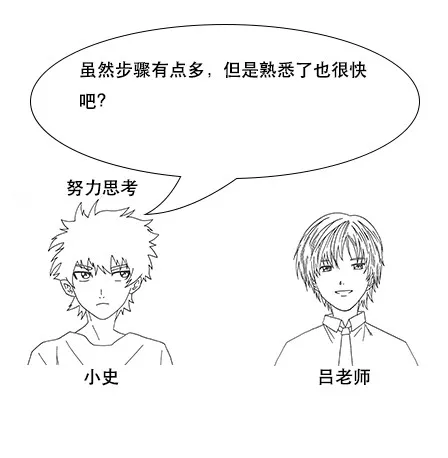 虽然步骤有点多，但是熟悉了也很快
吧？
努力思考
小史
吕老师